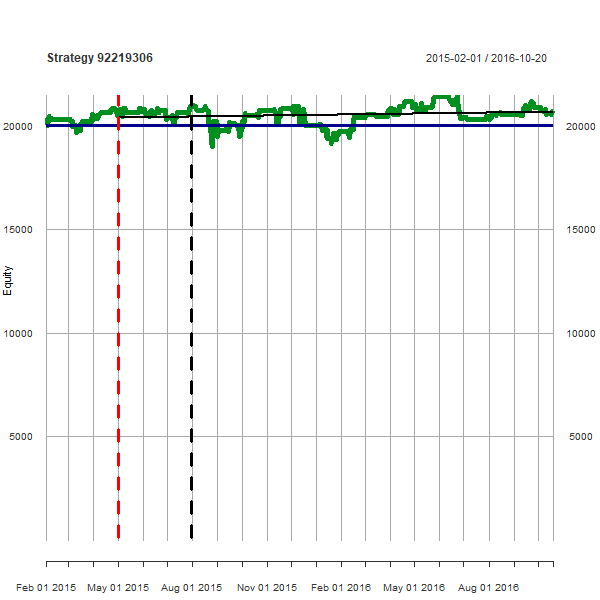 Strategy 92219306
2015-02-01 / 2016-10-20
20000
20000
15000
15000
Equity
10000
10000
5000
5000
Feb 01 2015
May 01 2015
Aug 01 2015
Nov 01 2015
Feb 01 2016
May 01 2016
Aug 01 2016